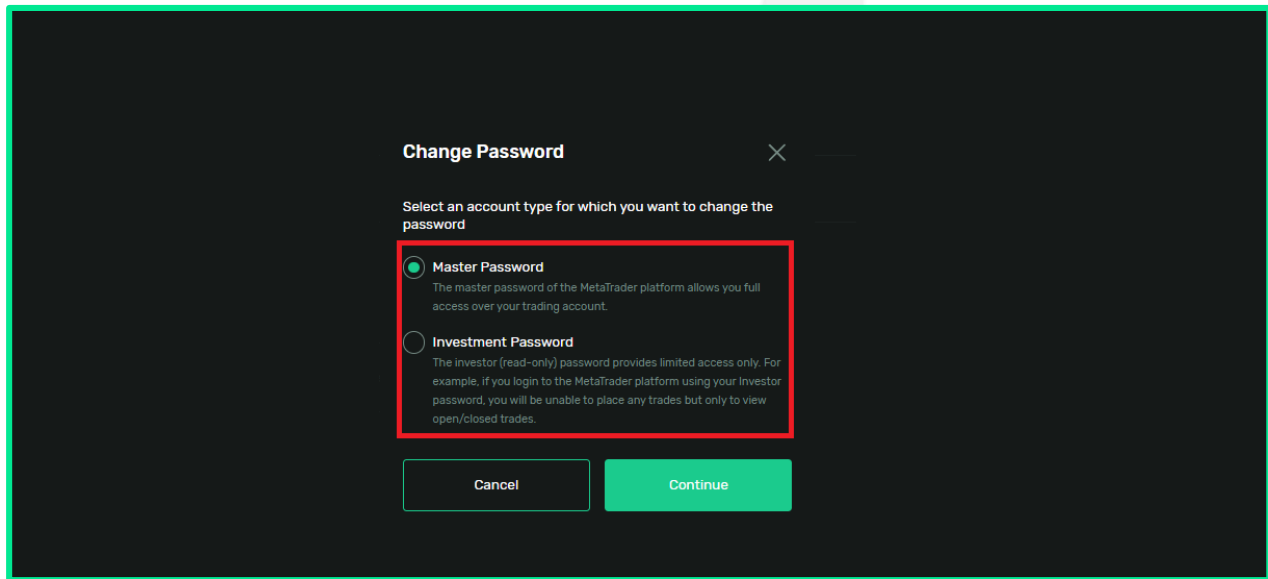 Change Password
Select an account type for which you want to change the
password
Master Password
The master password of the MetaTrader platform allows you full
access over your trading account.
Investment Password
The investor (read-only) password provides limited access only. For
example, if you login to the MetaTrader platform using your Investor
password, you will be unable to place any trades but only to view
open/closed trades.
Cancel
Continue